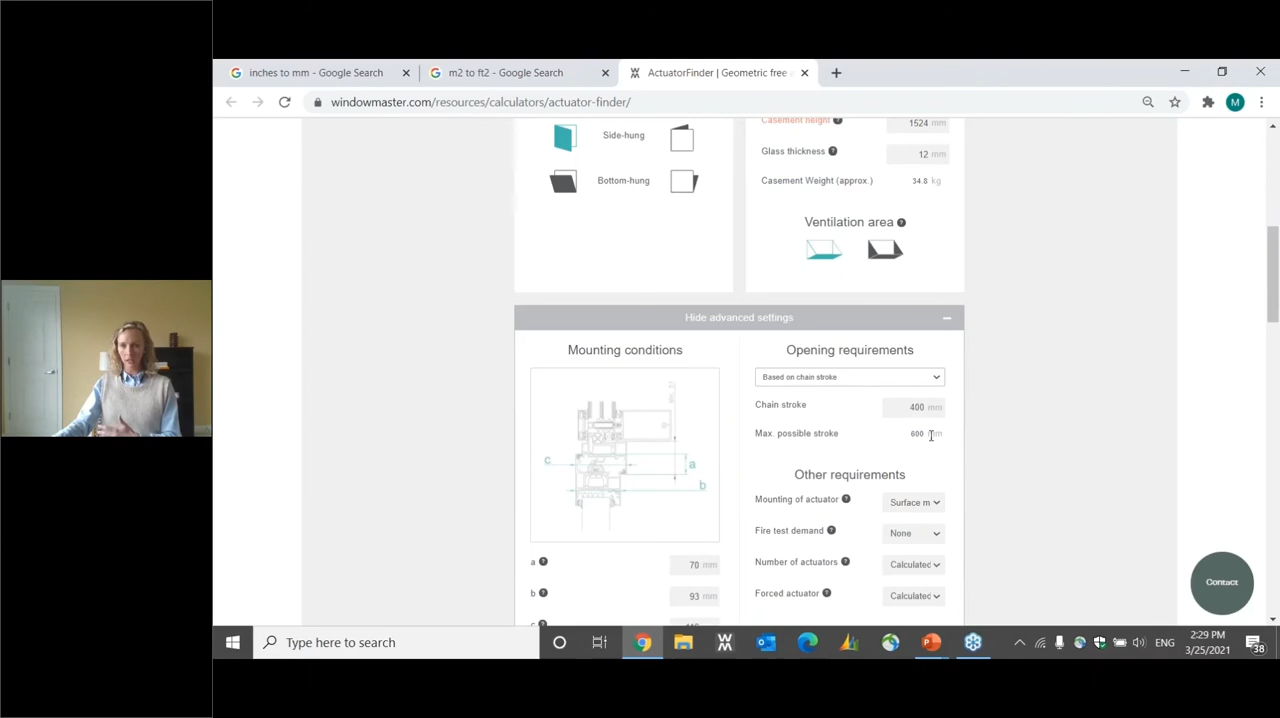 inches to mm - Google Search
m2 to ft2 - Google Search
ActuatorFinder | Geometric free
windowmaster.com/resources/calculators/actuator-finder/
M
Side-hung
Bottom-hung
Casement height ?
1524 mm
Glass thickness ?
12 mm
Casement Weight (approx.)
34.8 kg
Ventilation area ?
Hide advanced settings
Mounting conditions
c
a
b
a ?
70 mm
b ?
93 mm
c ?
Opening requirements
Based on chain stroke
Chain stroke
400 mm
Max. possible stroke
600 mm
Other requirements
Mounting of actuator ?
Surface m
Fire test demand ?
None
Number of actuators ?
Calculated
Forced actuator ?
Calculated
Contact
Type here to search
ENG
2:29 PM
3/25/2021
38